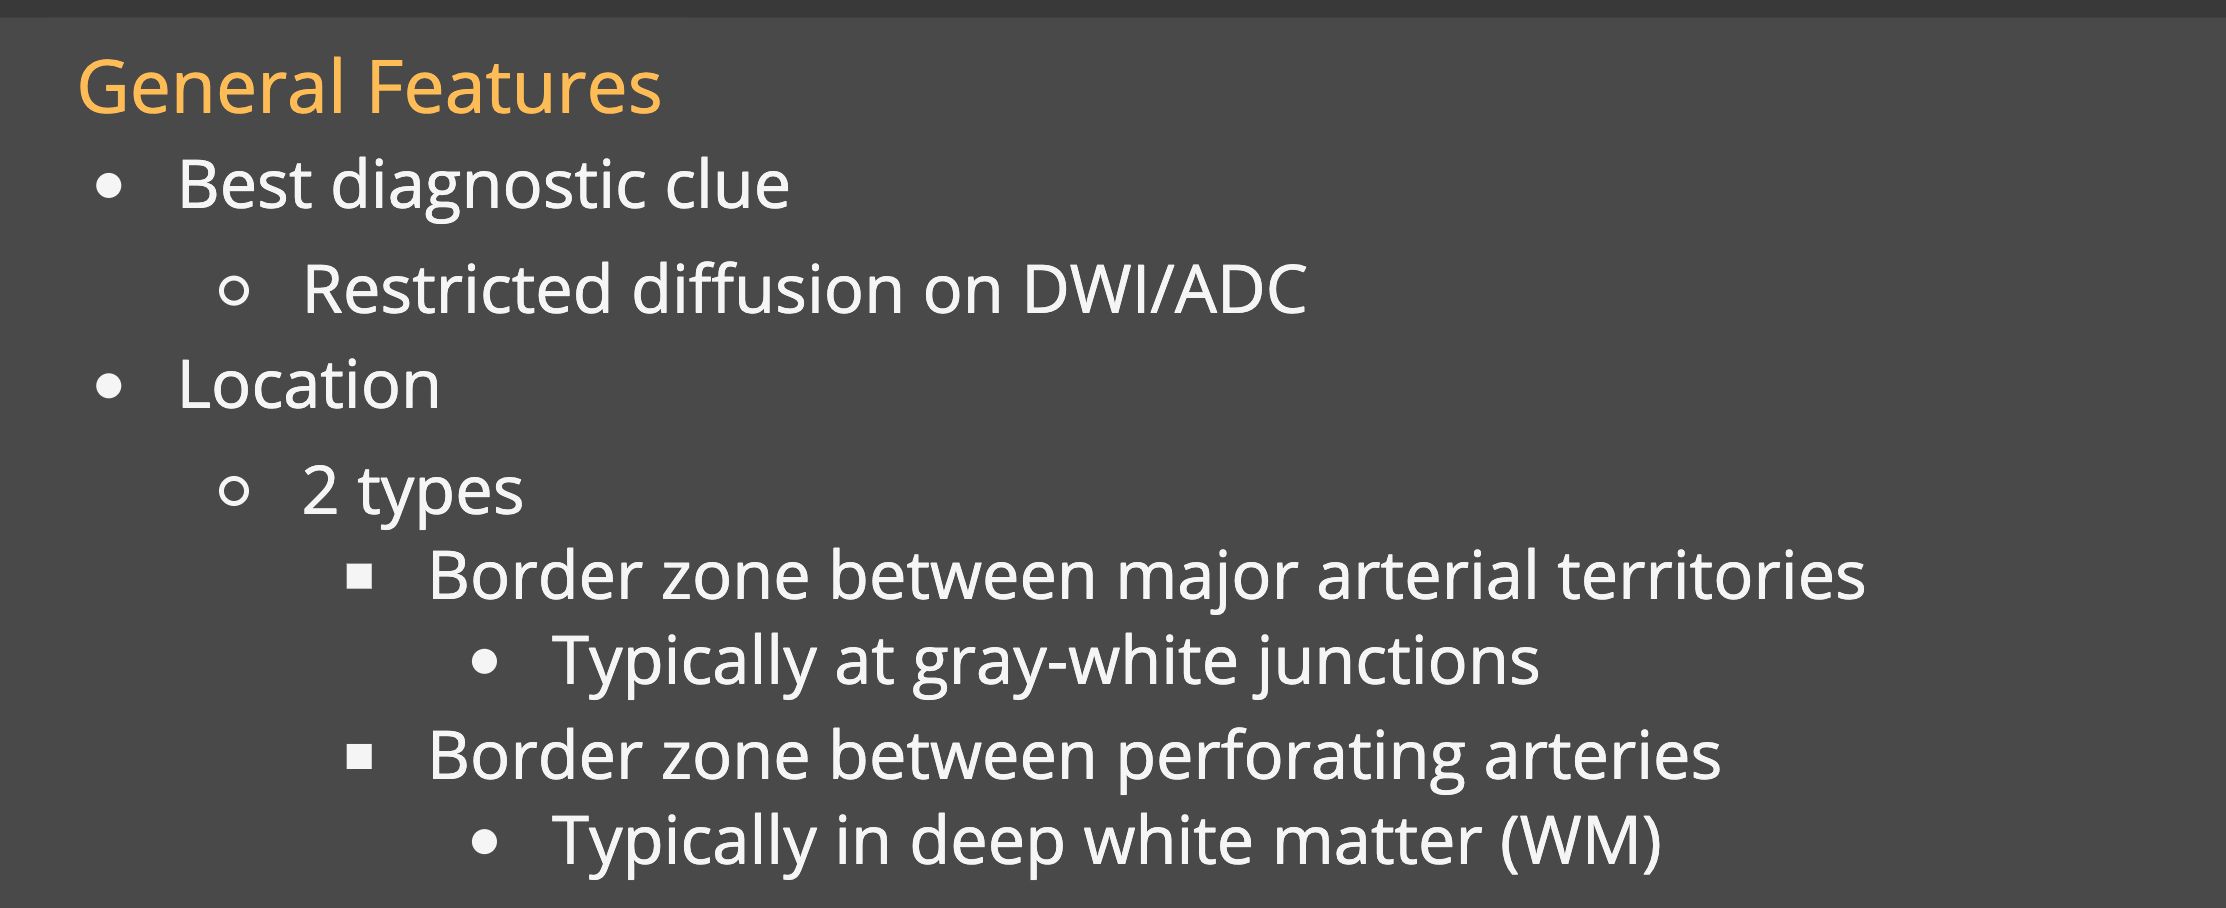 General Features
● Best diagnostic clue
○ Restricted diffusion on DWI/ADC
● Location
○ 2 types
■ Border zone between major arterial territories
● Typically at gray-white junctions
■ Border zone between perforating arteries
● Typically in deep white matter (WM)